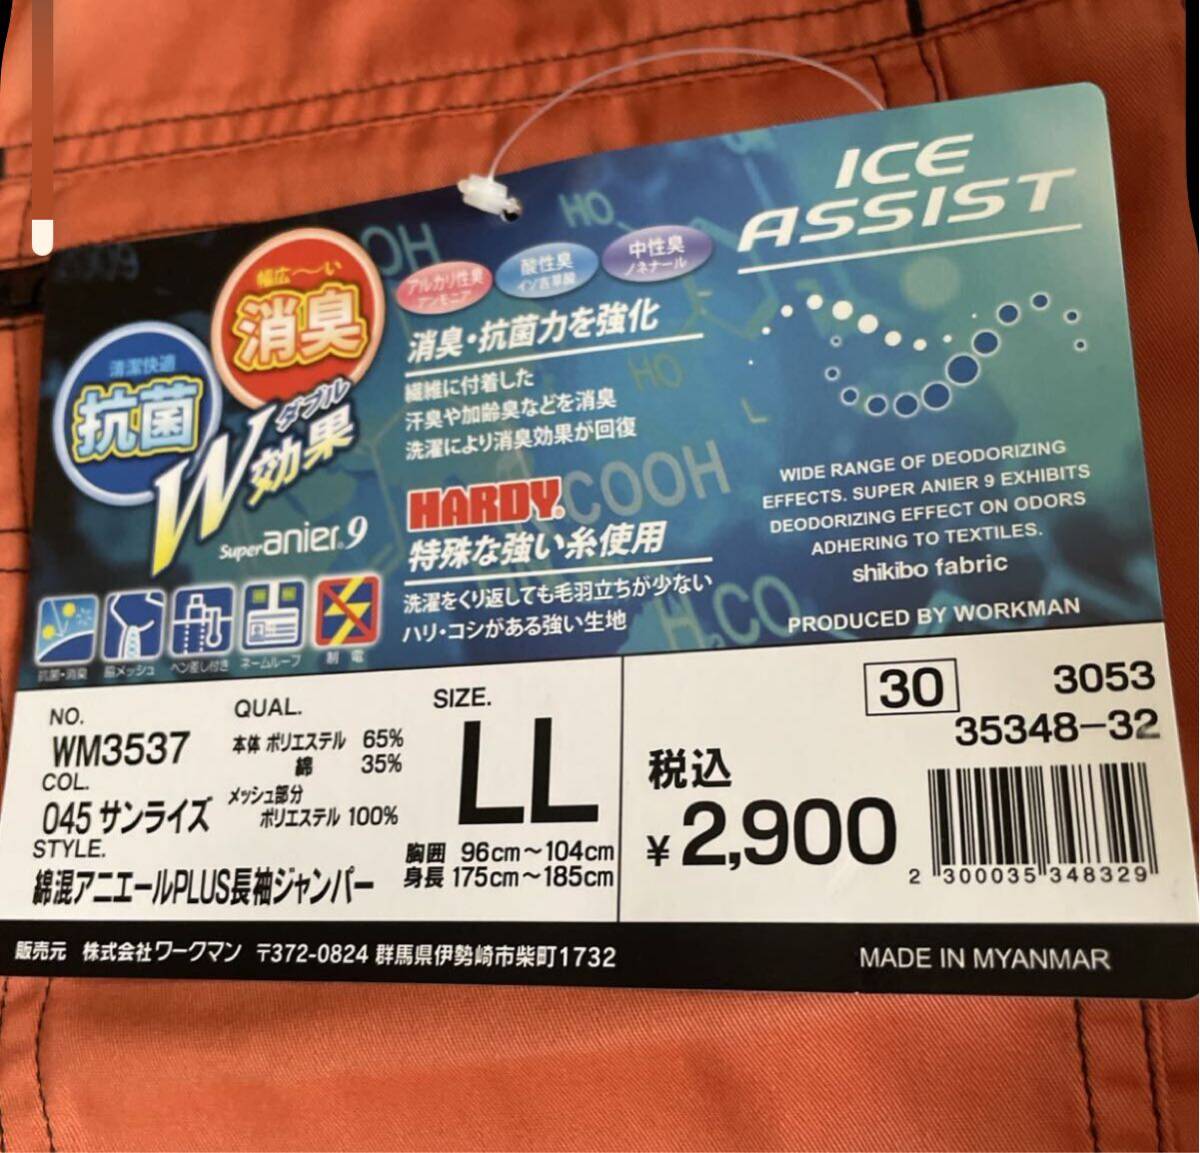 ICE
ASSIST
アルカリ性臭
アンモニア
酸性臭
イソ吉草酸
中性臭
ノネナール
幅広〜い
消臭
清潔快適
抗菌
W
ダブル
効果
Super anier® 9
消臭・抗菌力を強化
繊維に付着した
汗臭や加齢臭などを消臭
洗濯により消臭効果が回復
HARDY®
特殊な強い糸使用
洗濯をくり返しても毛羽立ちが少ない
ハリ・コシがある強い生地
WIDE RANGE OF DEODORIZING
EFFECTS. SUPER ANIER 9 EXHIBITS
DEODORIZING EFFECT ON ODORS
ADHERING TO TEXTILES.
shikibo fabric
PRODUCED BY WORKMAN
HO
OH
HO
COOH
H₂CO
抗菌・消臭
脇メッシュ
ペン差し付き
ネームループ
制電
NO.
WM3537
COL.
045 サンライズ
STYLE.
綿混アニエールPLUS長袖ジャンパー
QUAL.
本体 ポリエステル 65%
綿 35%
メッシュ部分
ポリエステル 100%
SIZE.
LL
胸囲 96cm〜104cm
身長 175cm〜185cm
30
3053
35348-32
税込
¥2,900
2 300035 348329
販売元 株式会社ワークマン 〒372-0824 群馬県伊勢崎市柴町1732
MADE IN MYANMAR